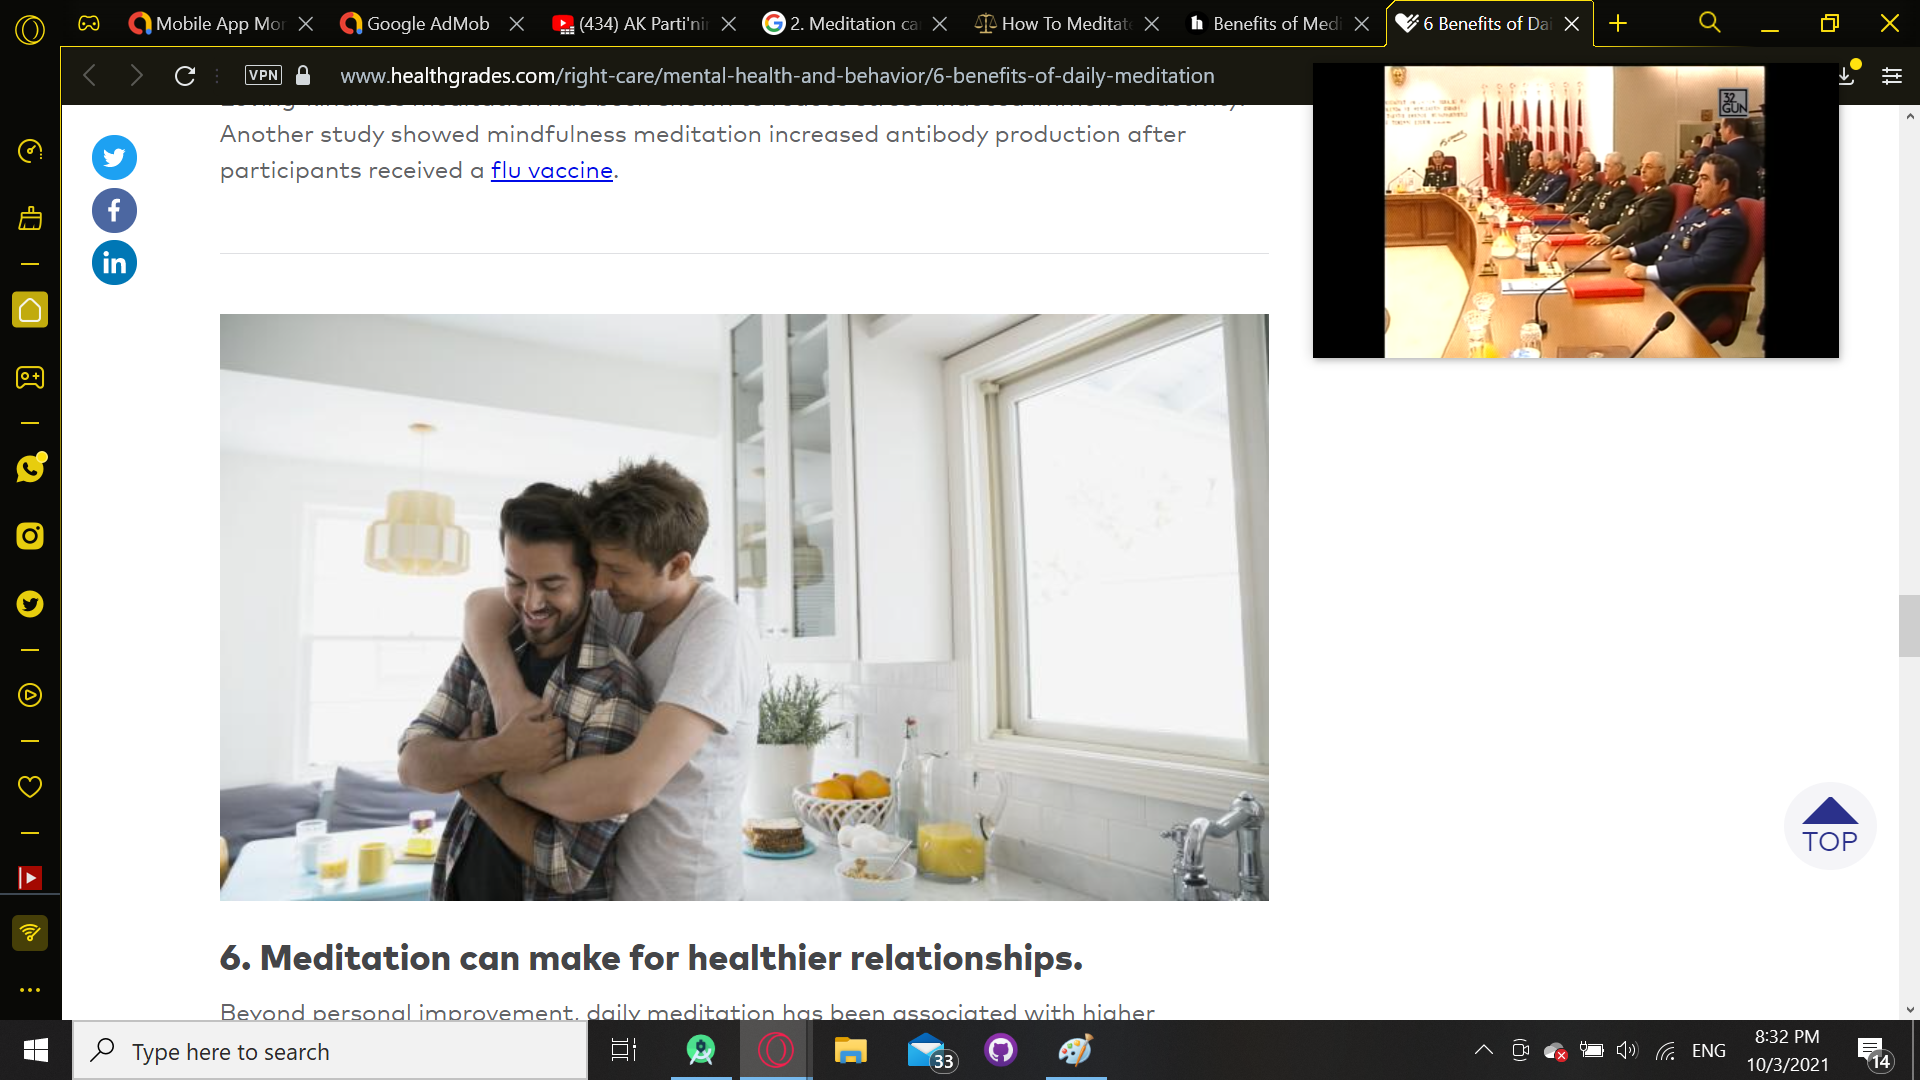 Mobile App Mor
Google AdMob
(434) AK Parti'nin
2. Meditation ca
How To Meditate
Benefits of Medi
6 Benefits of Dai
VPN
www.healthgrades.com/right-care/mental-health-and-behavior/6-benefits-of-daily-meditation
Another study showed mindfulness meditation increased antibody production after
participants received a flu vaccine.
32.
GÜN
TOP
6. Meditation can make for healthier relationships.
Beyond personal improvement, daily meditation has been associated with higher
Type here to search
33
ENG
8:32 PM
10/3/2021
14